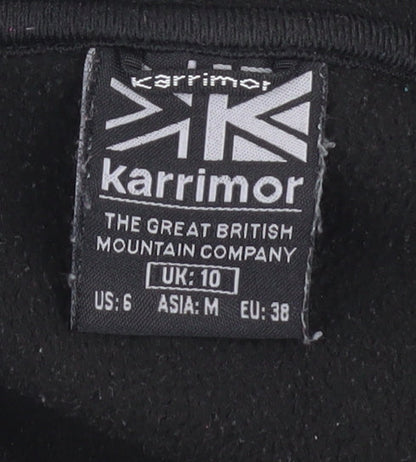 karrimor
karrimor
THE GREAT BRITISH
MOUNTAIN COMPANY
UK: 10
US: 6 ASIA: M EU: 38